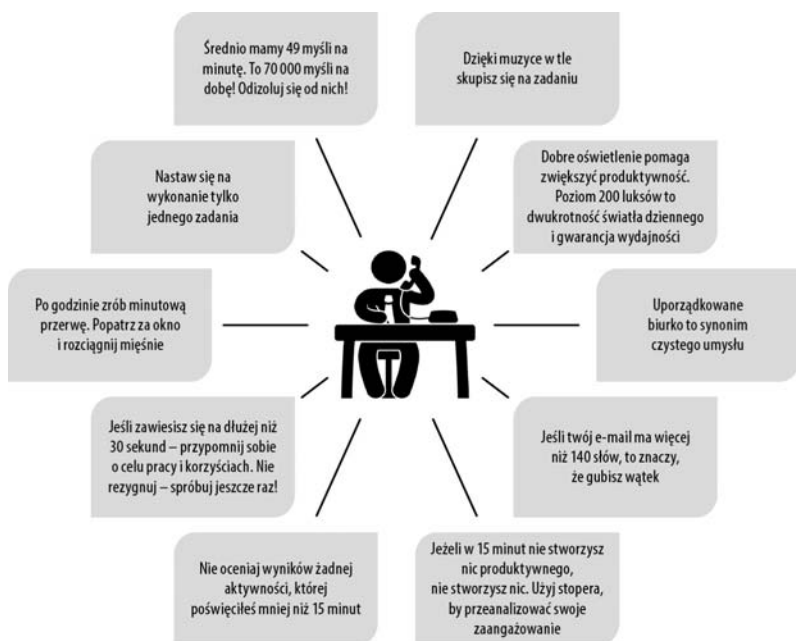 Średnio mamy 49 myśli na
minutę. To 70 000 myśli na
dobę! Odizoluj się od nich!
Dzięki muzyce w tle
skupisz się na zadaniu
Nastaw się na
wykonanie tylko
jednego zadania
Dobre oświetlenie pomaga
zwiększyć produktywność.
Poziom 200 luksów to
dwukrotność światła dziennego
i gwarancja wydajności
Po godzinie zrób minutową
przerwę. Popatrz za okno
i rozciągnij mięśnie
Uporządkowane
biurko to synonim
czystego umysłu
Jeśli zawiesisz się na dłużej niż
30 sekund – przypomnij sobie
o celu pracy i korzyściach. Nie
rezygnuj – spróbuj jeszcze raz!
Jeśli twój e-mail ma więcej
niż 140 słów, to znaczy,
że gubisz wątek
Nie oceniaj wyników żadnej
aktywności, której
poświęciłeś mniej niż 15 minut
Jeżeli w 15 minut nie stworzysz
nic produktywnego,
nie stworzysz nic. Użyj stopera,
by przeanalizować swoje
zaangażowanie